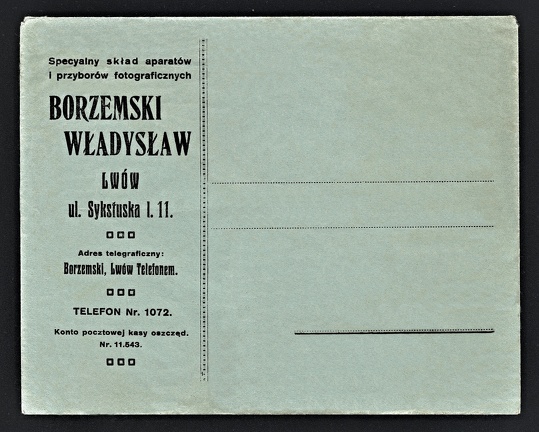 Specyalny skład aparatów
i przyborów fotograficznych
BORZEMSKI
WŁADYSŁAW
LWÓW
ul. Sykstuska l. 11.
Adres telegraficzny:
Borzemski, Lwów Telefonem.
TELEFON Nr. 1072.
Konto pocztowej kasy oszczęd.
Nr. 11.543.